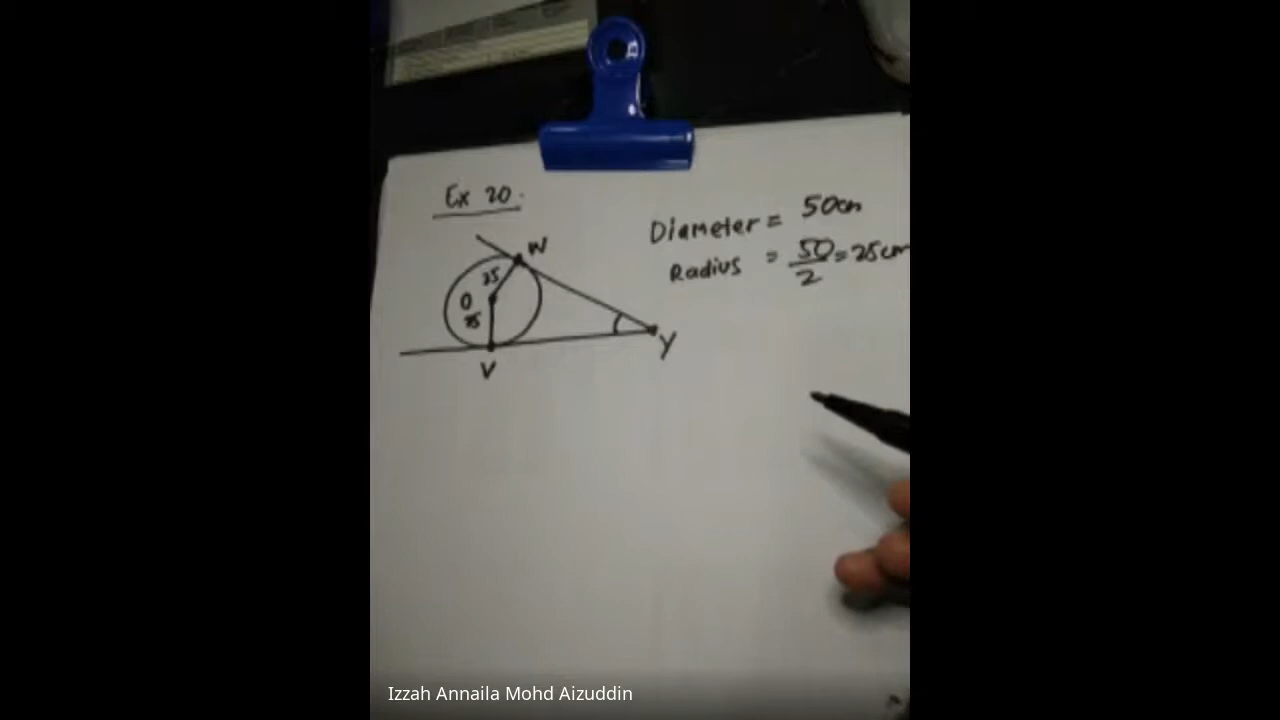 Ex 20.
Diameter = 50cm
Radius = 50/2 = 25cm
W
25
O
25
Y
V
Izzah Annaila Mohd Aizuddin